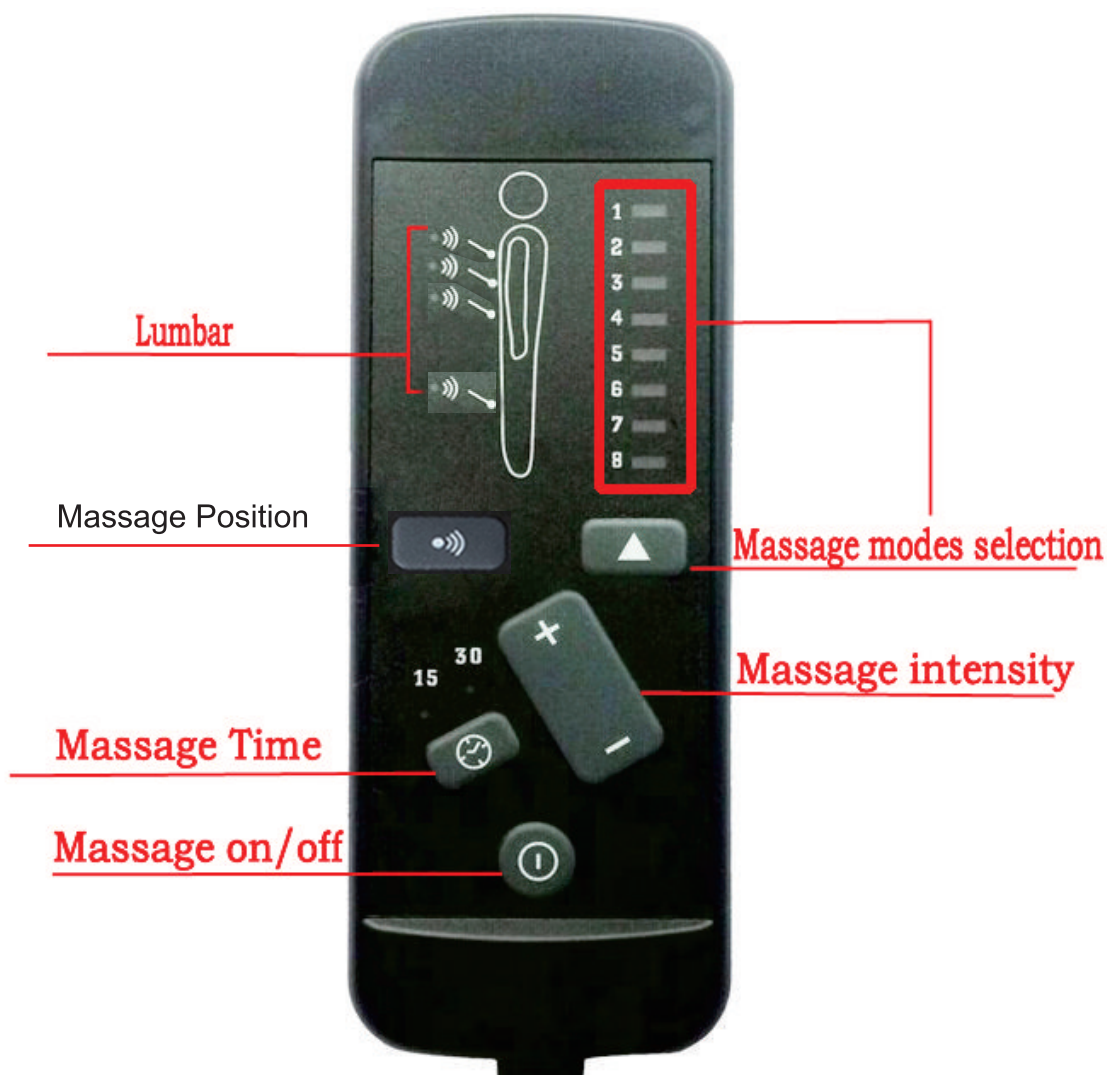 1
2
3
4
5
6
7
8
Lumbar
Massage Position
Massage modes selection
+
30
15
Massage intensity
Massage Time
−
Massage on/off